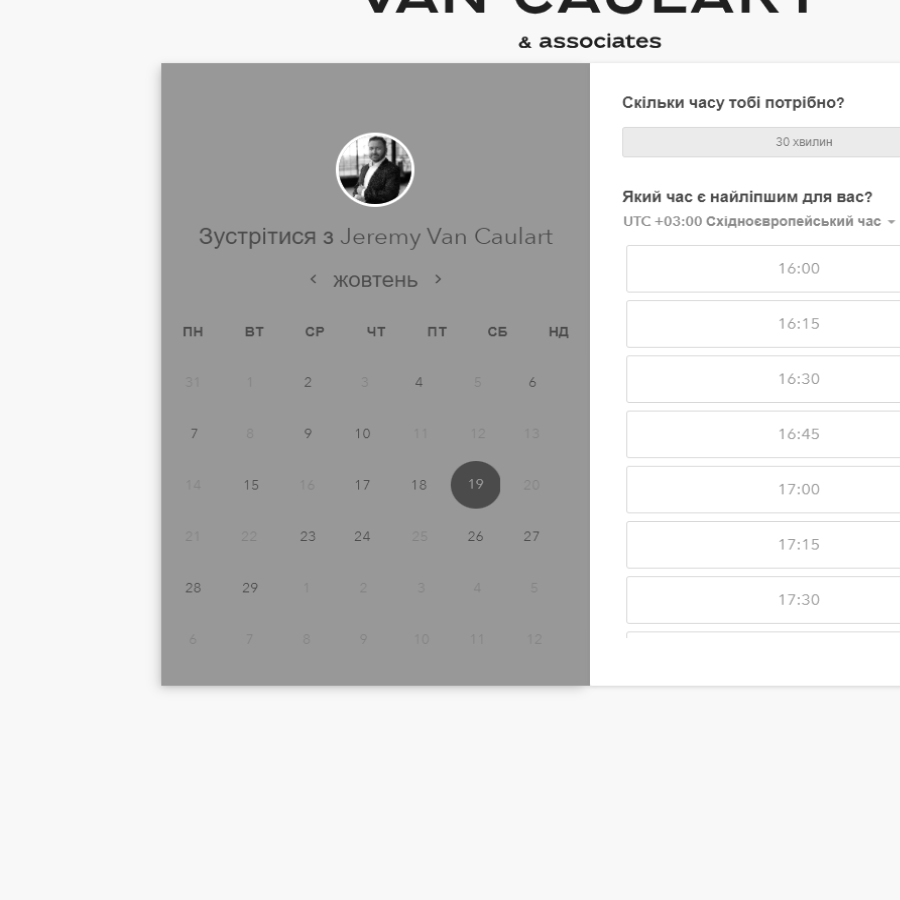 VAN CAULART
& associates
Зустрітися з Jeremy Van Caulart
жовтень
ПН ВТ СР ЧТ ПТ СБ НД
31 1 2 3 4 5 6
7 8 9 10 11 12 13
14 15 16 17 18 19 20
21 22 23 24 25 26 27
28 29 1 2 3 4 5
6 7 8 9 10 11 12
Скільки часу тобі потрібно?
30 хвилин
Який час є найліпшим для вас?
UTC +03:00 Східноєвропейський час
16:00
16:15
16:30
16:45
17:00
17:15
17:30